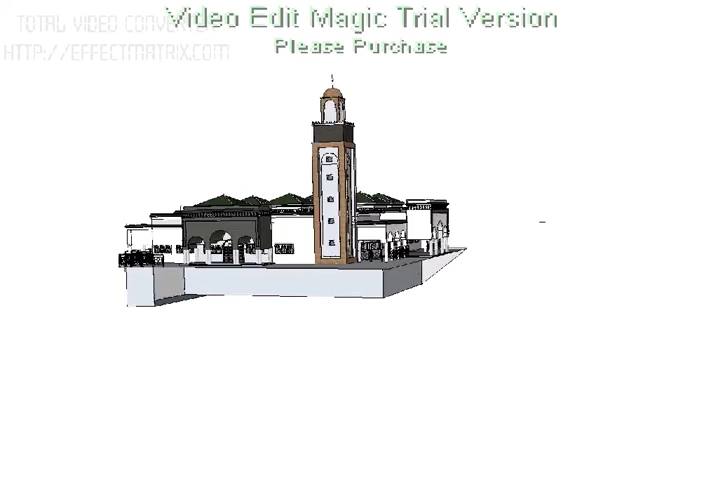 Video Edit Magic Trial Version
Please Purchase
TOTAL VIDEO CONVERTER
HTTP://EFFECTMATRIX.COM